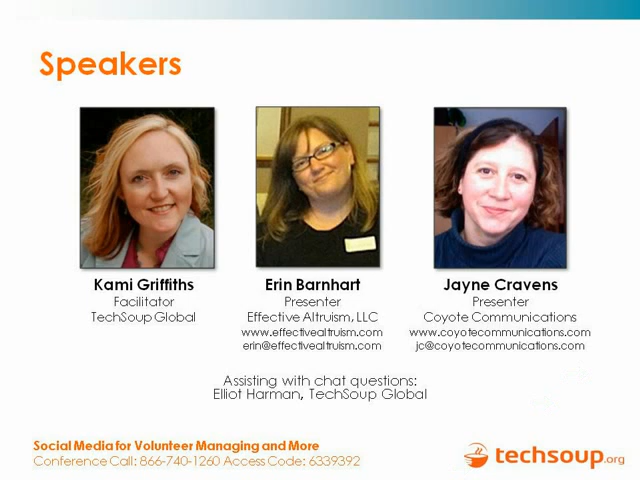 Speakers
Kami Griffiths
Facilitator
TechSoup Global
Erin Barnhart
Presenter
Effective Altruism, LLC
www.effectivealtruism.com
erin@effectivealtruism.com
Jayne Cravens
Presenter
Coyote Communications
www.coyotecommunications.com
jc@coyotecommunications.com
Assisting with chat questions:
Elliot Harman, TechSoup Global
Social Media for Volunteer Managing and More
Conference Call: 866-740-1260 Access Code: 6339392
techsoup.org